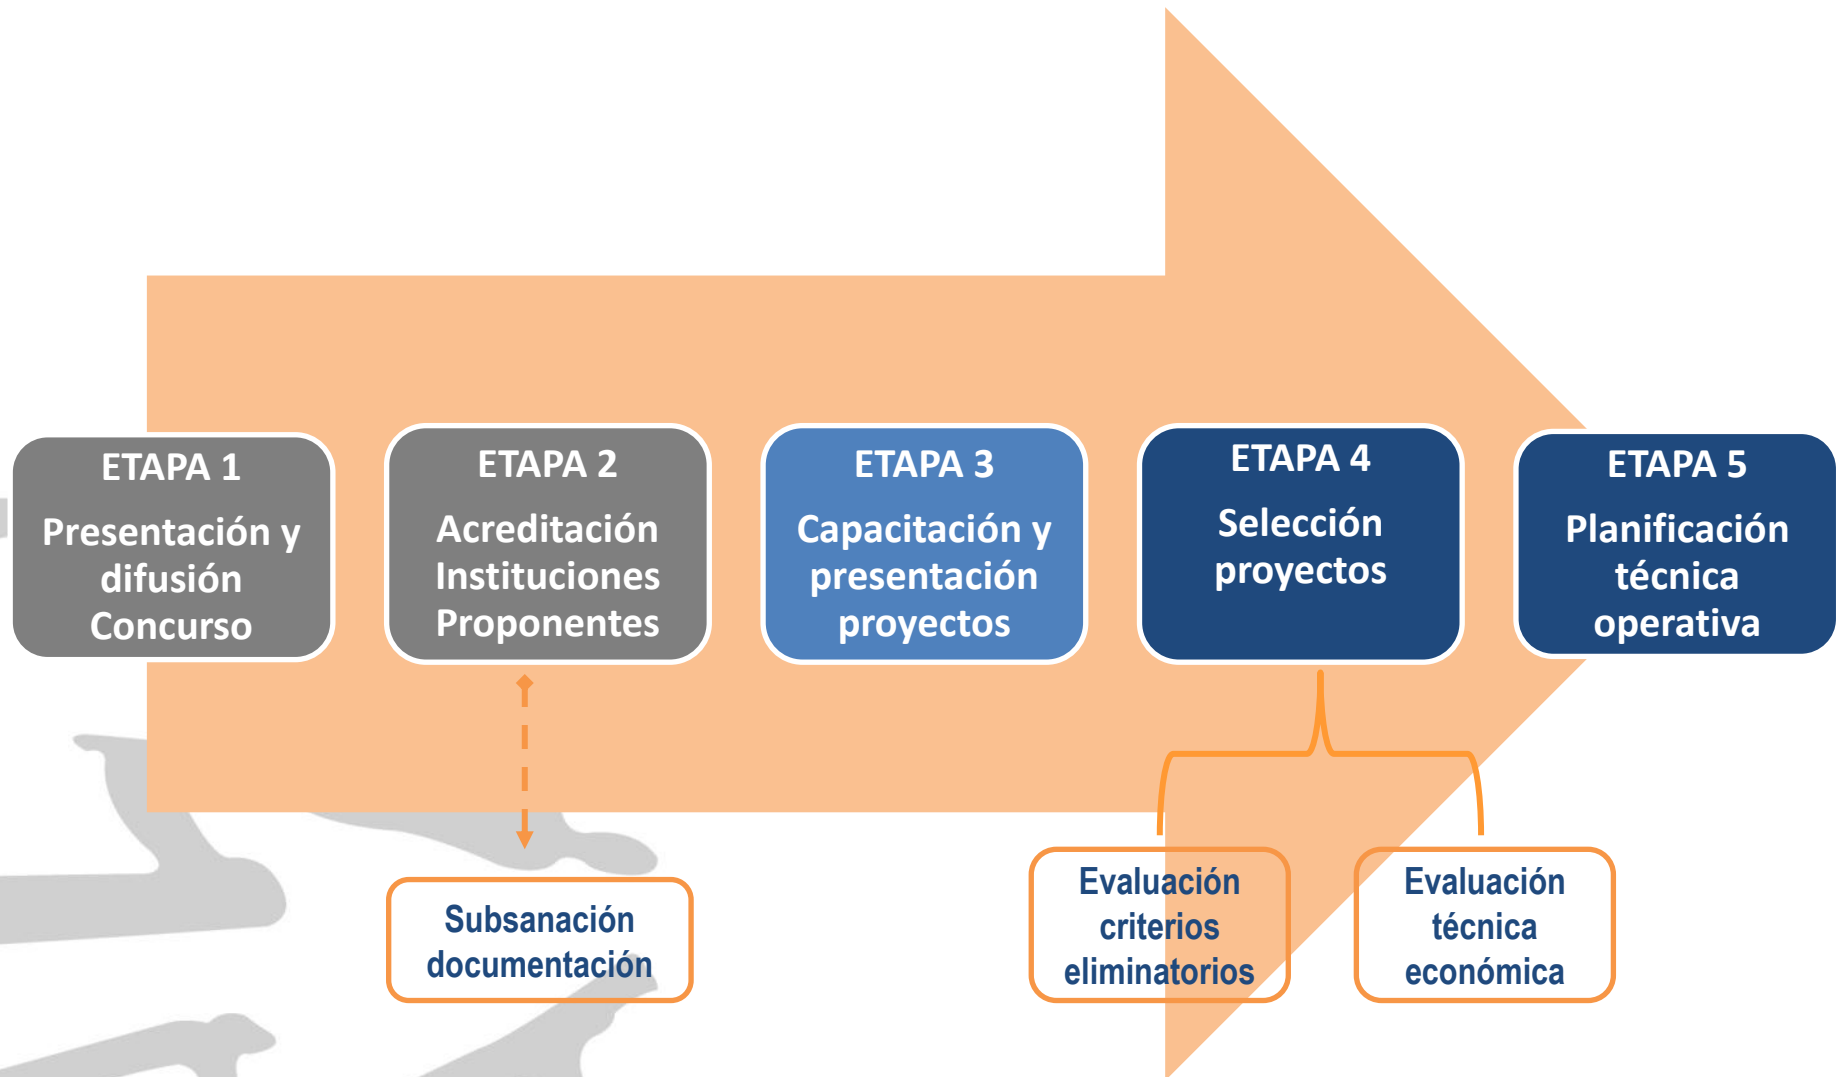 ETAPA 1
Presentación y
difusión
Concurso
ETAPA 2
Acreditación
Instituciones
Proponentes
ETAPA 3
Capacitación y
presentación
proyectos
ETAPA 4
Selección
proyectos
ETAPA 5
Planificación
técnica
operativa
Subsanación
documentación
Evaluación
criterios
eliminatorios
Evaluación
técnica
económica